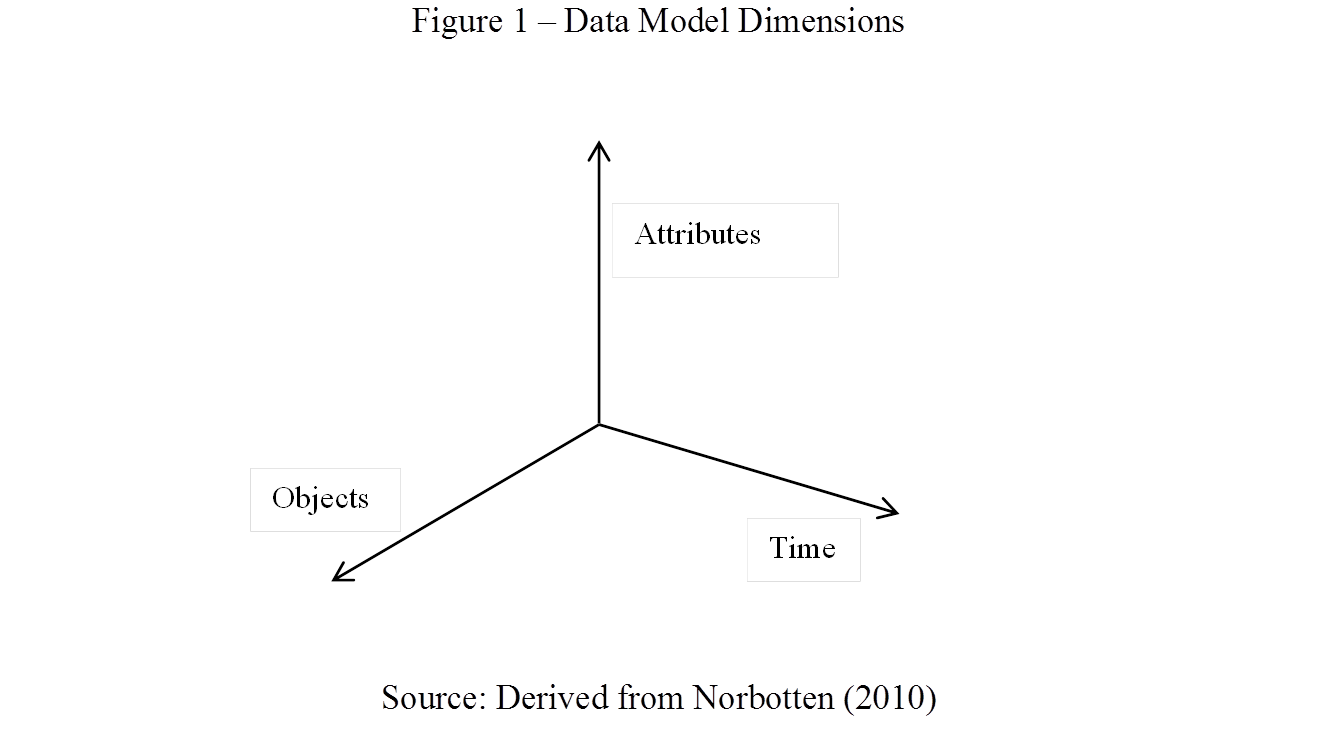 Figure 1 – Data Model Dimensions
Attributes
Objects
Time
Source: Derived from Norbotten (2010)